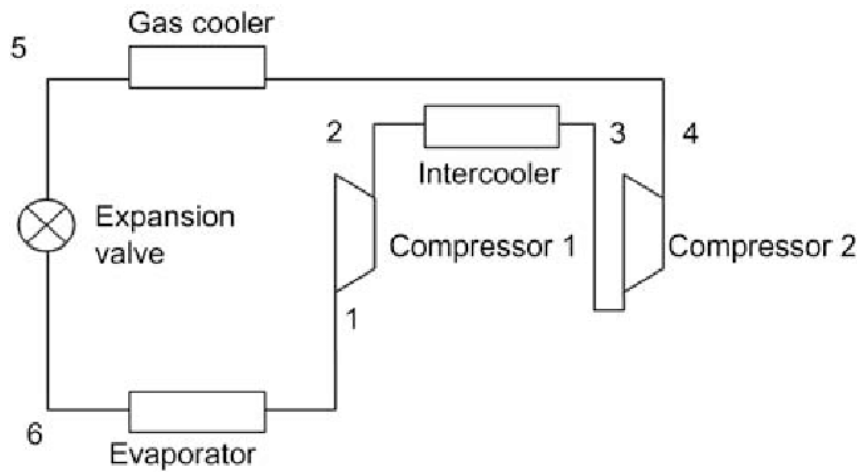 Gas cooler
5
2
3
4
Intercooler
Expansion
valve
Compressor 1
Compressor 2
1
6
Evaporator